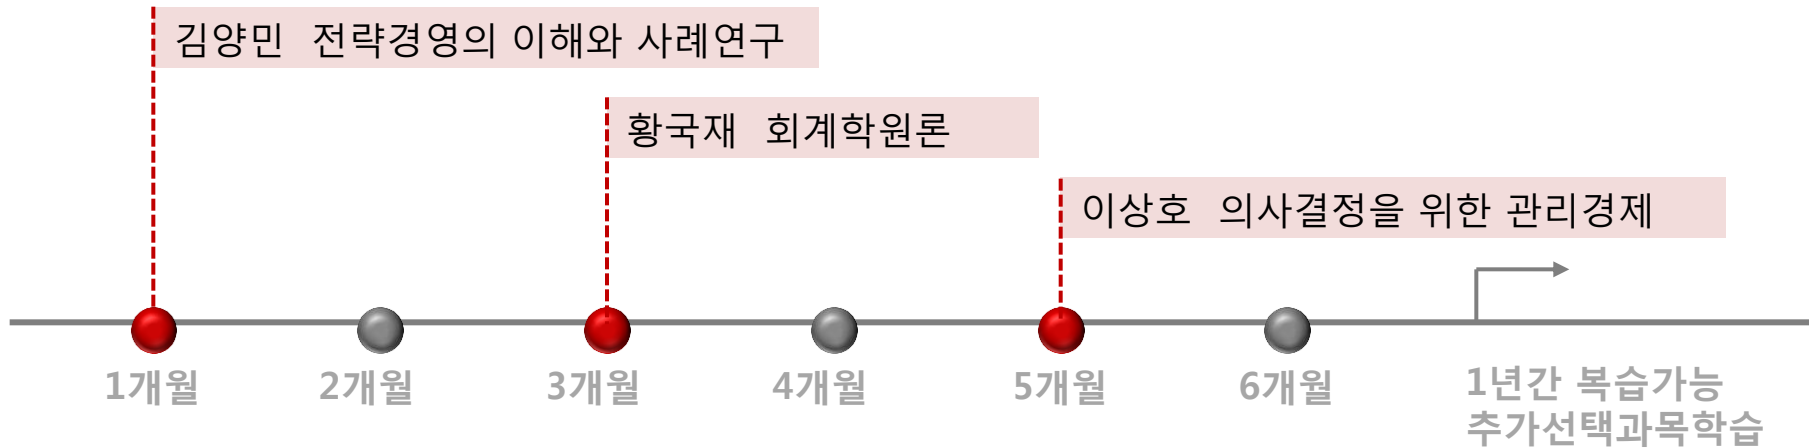 김양민 전략경영의 이해와 사례연구
황국재 회계학원론
이상호 의사결정을 위한 관리경제
1개월 2개월 3개월 4개월 5개월 6개월 1년간 복습가능
추가선택과목학습